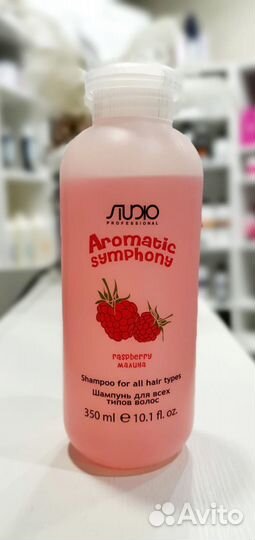 STUDIO
PROFESSIONAL
Aromatic
symphony
raspberry
малина
Shampoo for all hair types
Шампунь для всех
типов волос
350 ml ℮ 10.1 fl. oz.
Avito